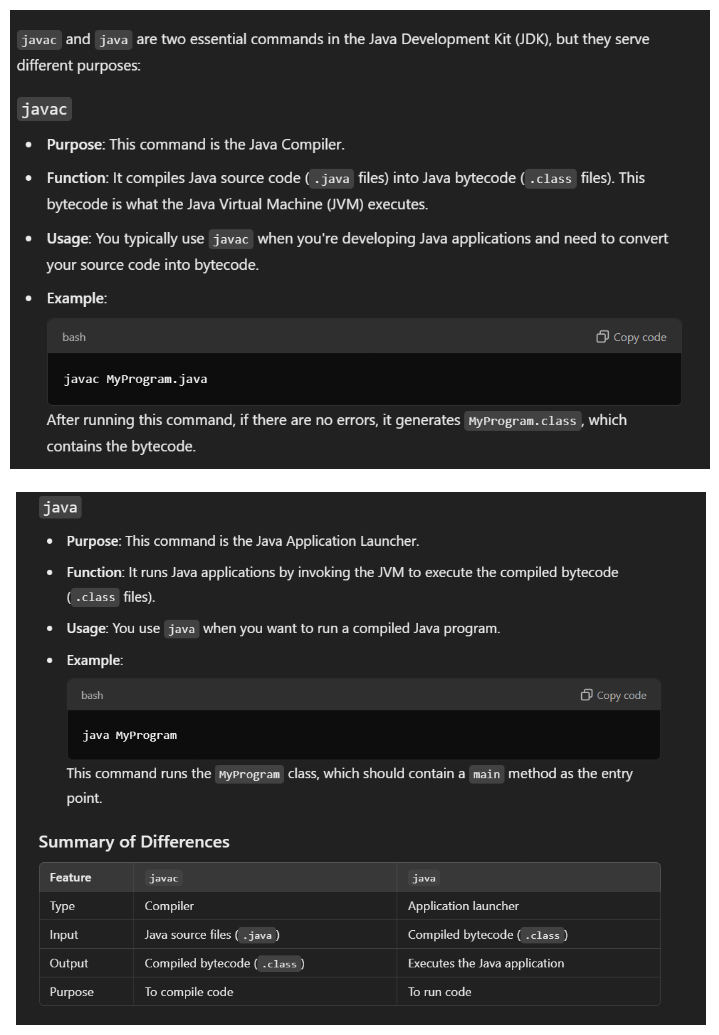 javac and java are two essential commands in the Java Development Kit (JDK), but they serve
different purposes:
javac
• Purpose: This command is the Java Compiler.
• Function: It compiles Java source code (.java files) into Java bytecode (.class files). This
bytecode is what the Java Virtual Machine (JVM) executes.
• Usage: You typically use javac when you're developing Java applications and need to convert
your source code into bytecode.
• Example:
bash Copy code
javac MyProgram.java
After running this command, if there are no errors, it generates MyProgram.class, which
contains the bytecode.
java
• Purpose: This command is the Java Application Launcher.
• Function: It runs Java applications by invoking the JVM to execute the compiled bytecode
(.class files).
• Usage: You use java when you want to run a compiled Java program.
• Example:
bash Copy code
java MyProgram
This command runs the MyProgram class, which should contain a main method as the entry
point.
Summary of Differences
Feature javac java
Type Compiler Application launcher
Input Java source files (.java) Compiled bytecode (.class)
Output Compiled bytecode (.class) Executes the Java application
Purpose To compile code To run code